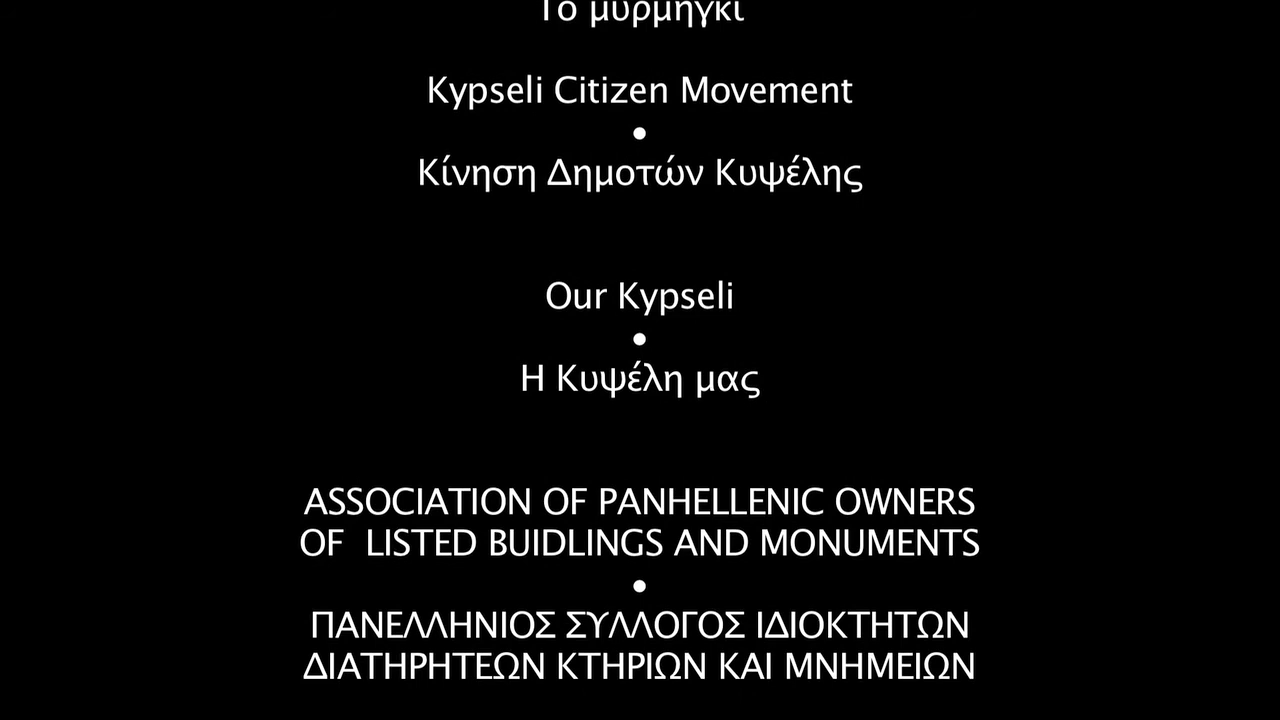 Το μυρμήγκι
Kypseli Citizen Movement
•
Κίνηση Δημοτών Κυψέλης
Our Kypseli
•
Η Κυψέλη μας
ASSOCIATION OF PANHELLENIC OWNERS
OF  LISTED BUIDLINGS AND MONUMENTS
•
ΠΑΝΕΛΛΗΝΙΟΣ ΣΥΛΛΟΓΟΣ ΙΔΙΟΚΤΗΤΩΝ
ΔΙΑΤΗΡΗΤΕΩΝ ΚΤΗΡΙΩΝ ΚΑΙ ΜΝΗΜΕΙΩΝ